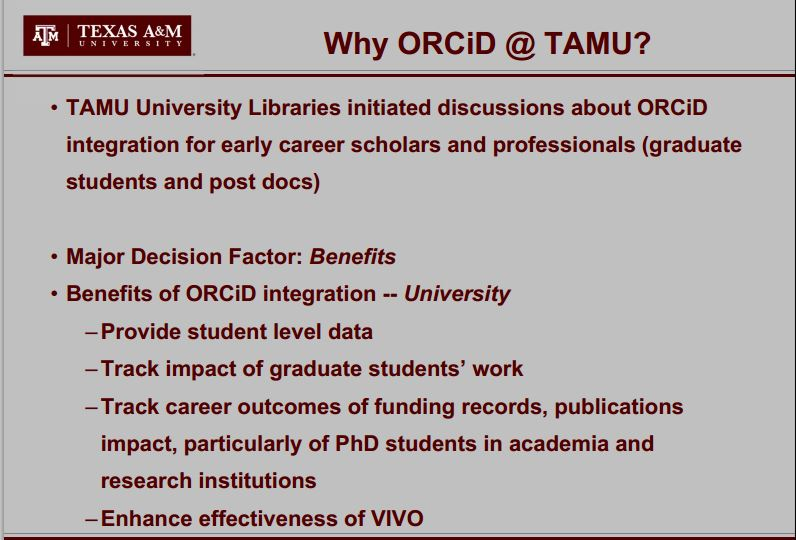 ATM | TEXAS A&M
UNIVERSITY
Why ORCiD @ TAMU?
• TAMU University Libraries initiated discussions about ORCiD
integration for early career scholars and professionals (graduate
students and post docs)
• Major Decision Factor: Benefits
• Benefits of ORCiD integration -- University
–Provide student level data
–Track impact of graduate students’ work
–Track career outcomes of funding records, publications
impact, particularly of PhD students in academia and
research institutions
–Enhance effectiveness of VIVO